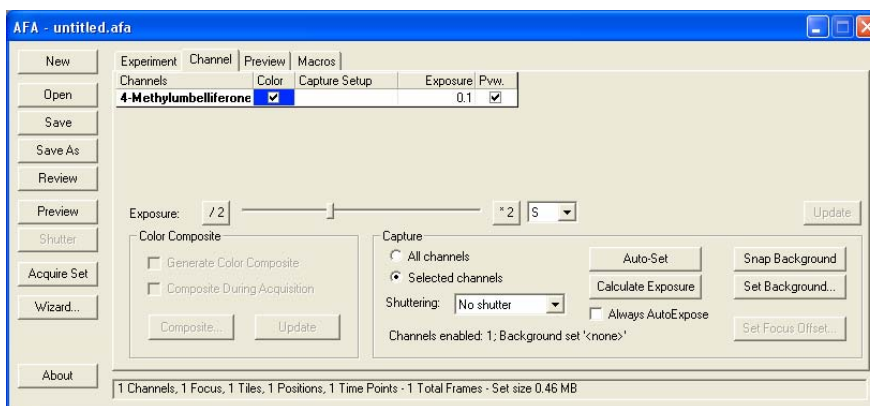 AFA - untitled.afa
New
Open
Save
Save As
Review
Preview
Shutter
Acquire Set
Wizard...
About
Experiment Channel Preview Macros
Channels Color Capture Setup Exposure Pvw.
4-Methylumbelliferone 0.1
Exposure: / 2 * 2 S Update
Color Composite
Generate Color Composite
Composite During Acquisition
Composite... Update
Capture
All channels
Selected channels
Shuttering: No shutter
Channels enabled: 1; Background set '<none>'
Auto-Set
Calculate Exposure
Always AutoExpose
Snap Background
Set Background...
Set Focus Offset...
1 Channels, 1 Focus, 1 Tiles, 1 Positions, 1 Time Points - 1 Total Frames - Set size 0.46 MB